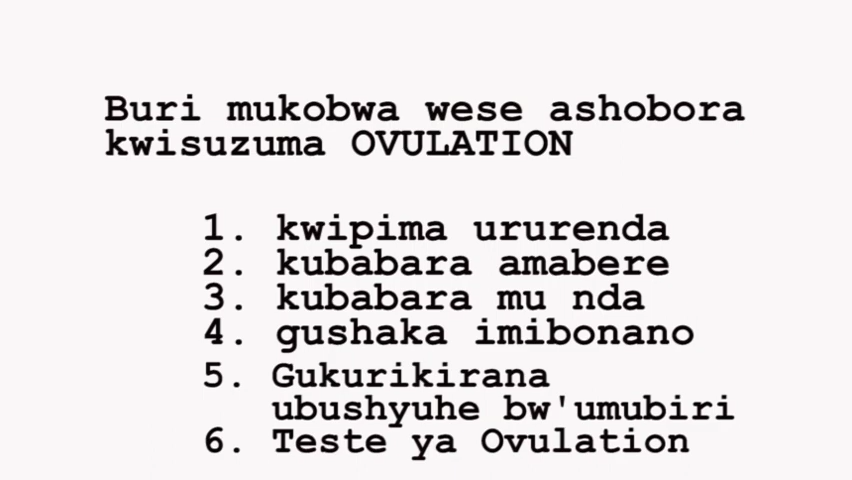 Buri mukobwa wese ashobora
kwisuzuma OVULATION
1. kwipima ururenda
2. kubabara amabere
3. kubabara mu nda
4. gushaka imibonano
5. Gukurikirana
ubushyuhe bw'umubiri
6. Teste ya Ovulation